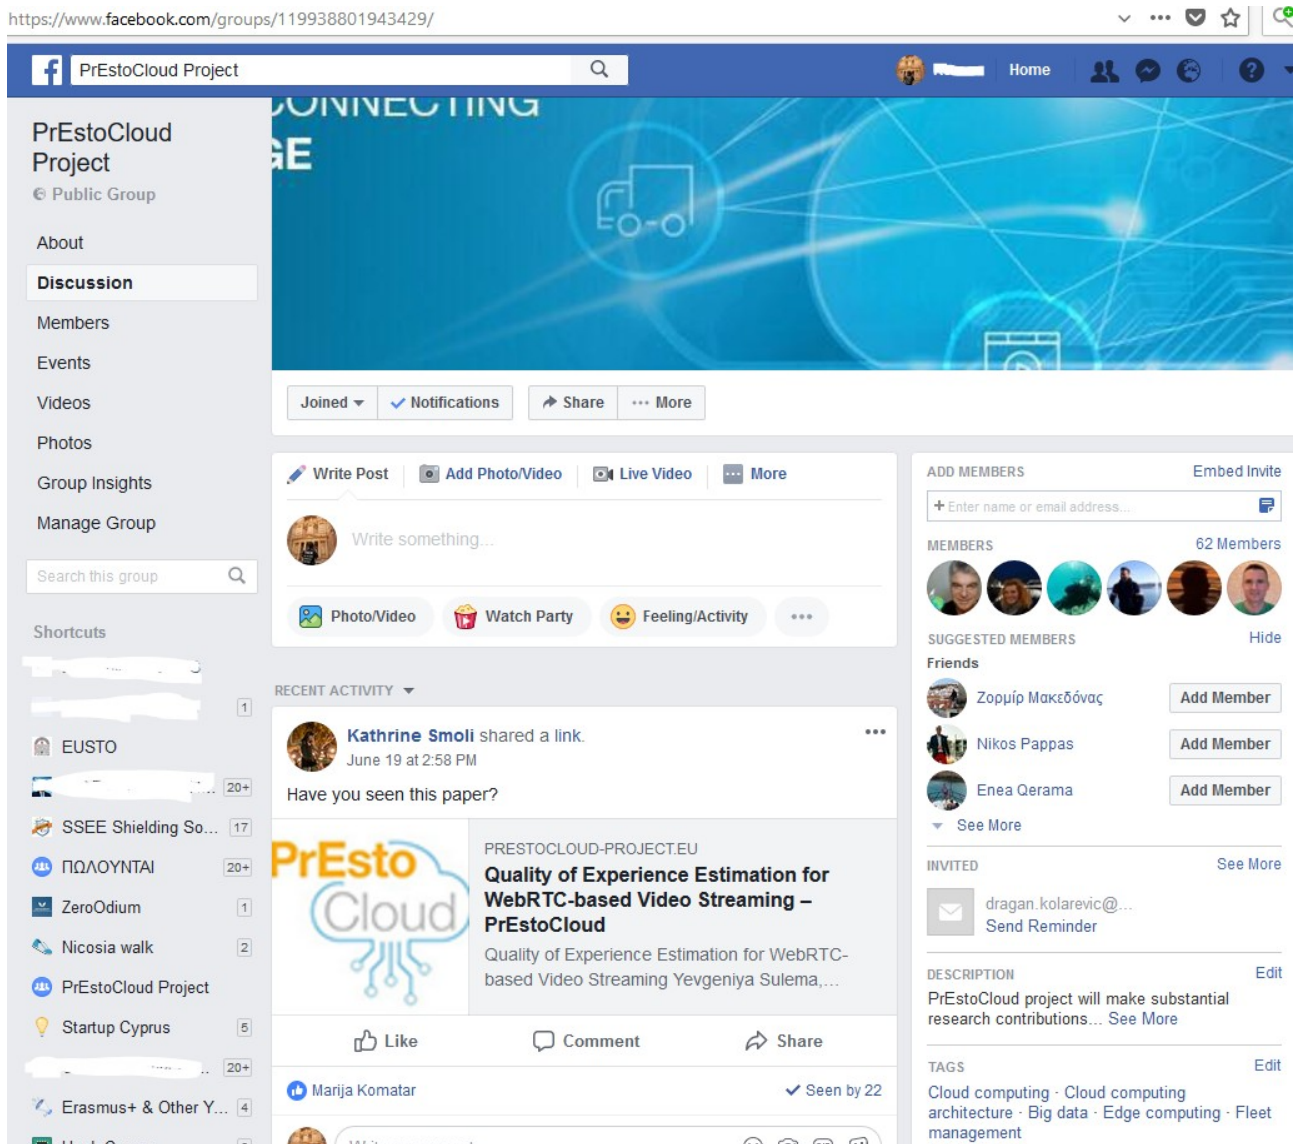 https://www.facebook.com/groups/119938801943429/
PrEstoCloud Project
Home
PrEstoCloud
Project
Public Group
About
Discussion
Members
Events
Videos
Photos
Group Insights
Manage Group
Search this group
Shortcuts
1
EUSTO
20+
SSEE Shielding So... 17
ΠΩΛΟΥΝΤΑΙ 20+
ZeroOdium 1
Nicosia walk 2
PrEstoCloud Project
Startup Cyprus 5
20+
Erasmus+ & Other Y... 4
CONNECTING
GE
Joined
Notifications
Share
More
Write Post
Add Photo/Video
Live Video
More
Write something...
Photo/Video
Watch Party
Feeling/Activity
RECENT ACTIVITY
Kathrine Smoli shared a link.
June 19 at 2:58 PM
Have you seen this paper?
PrEsto
Cloud
PRESTOCLOUD-PROJECT.EU
Quality of Experience Estimation for
WebRTC-based Video Streaming –
PrEstoCloud
Quality of Experience Estimation for WebRTC-
based Video Streaming Yevgeniya Sulema,...
Like
Comment
Share
Marija Komatar
Seen by 22
ADD MEMBERS
Embed Invite
+ Enter name or email address...
MEMBERS
62 Members
SUGGESTED MEMBERS
Hide
Friends
Ζορμίρ Μακεδόνας
Add Member
Nikos Pappas
Add Member
Enea Qerama
Add Member
See More
INVITED
See More
dragan.kolarevic@...
Send Reminder
DESCRIPTION
Edit
PrEstoCloud project will make substantial
research contributions... See More
TAGS
Edit
Cloud computing · Cloud computing
architecture · Big data · Edge computing · Fleet
management